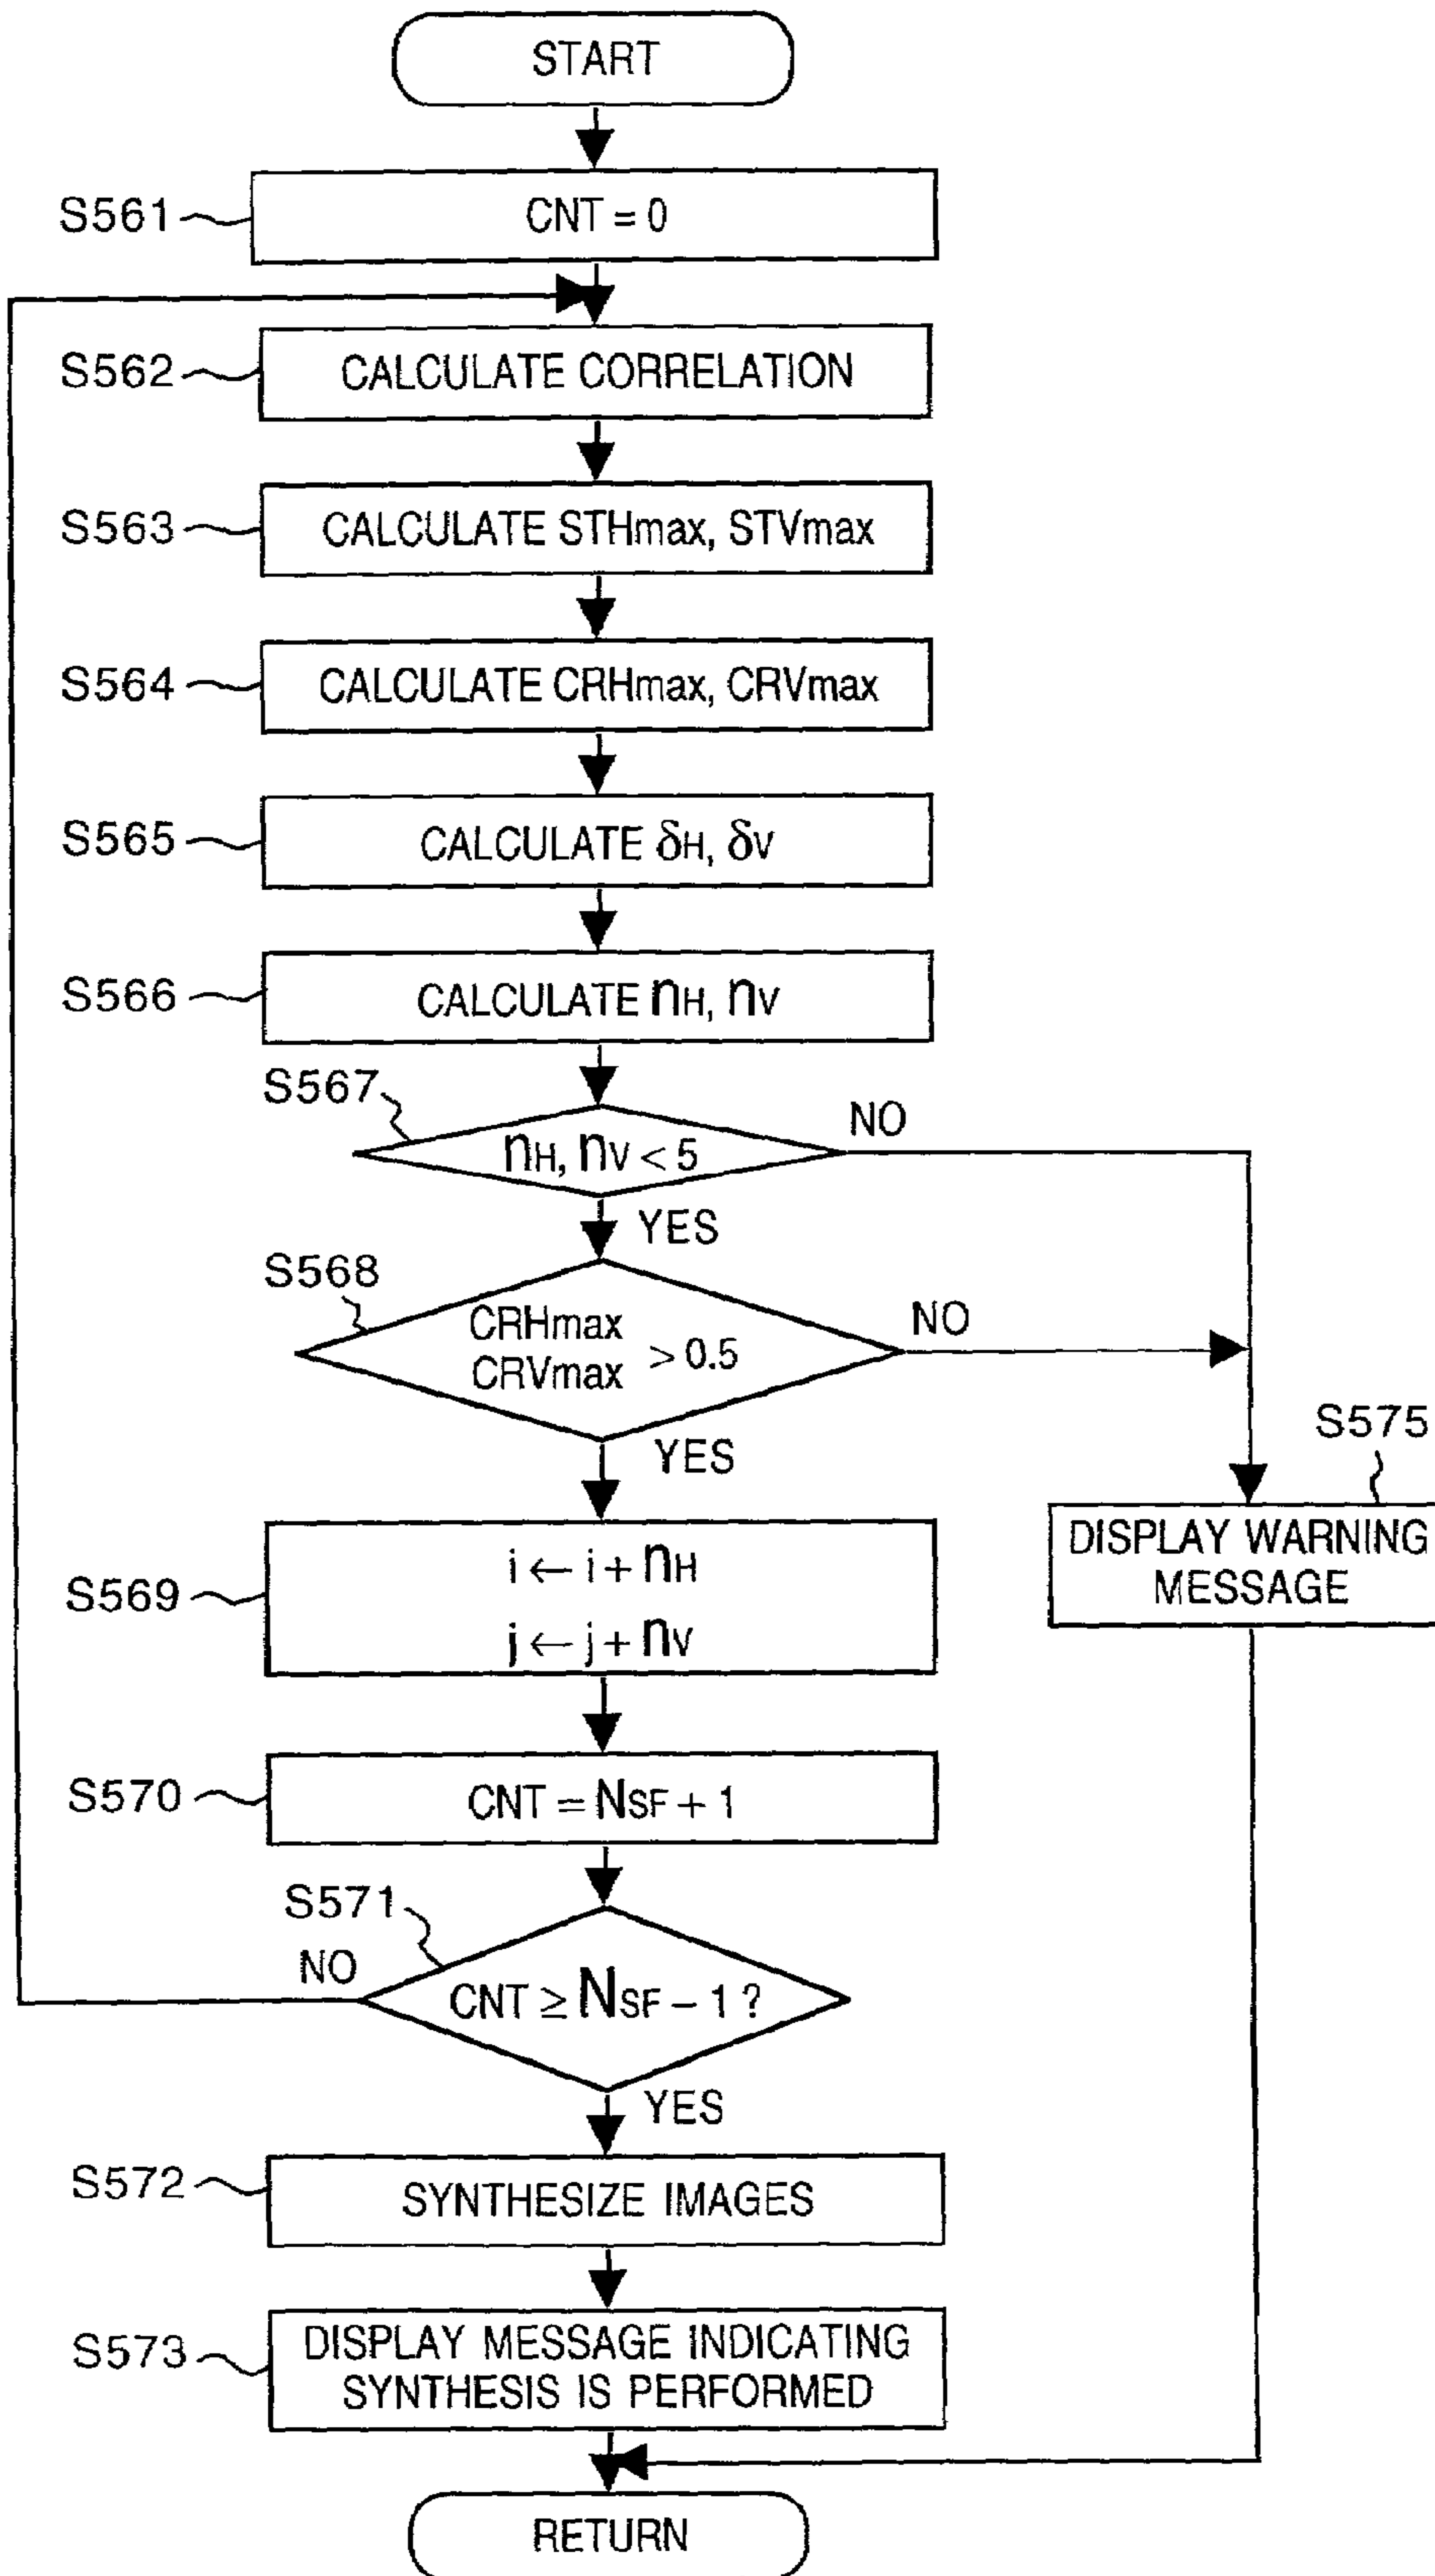 START
S561
CNT = 0
S562
CALCULATE CORRELATION
S563
CALCULATE STHmax, STVmax
S564
CALCULATE CRHmax, CRVmax
S565
CALCULATE δH, δV
S566
CALCULATE nH, nV
S567
nH, nV < 5
NO
YES
S568
CRHmax
CRVmax > 0.5
NO
YES
S575
DISPLAY WARNING
MESSAGE
S569
i ← i + nH
j ← j + nV
S570
CNT = NSF + 1
S571
NO
CNT ≥ NSF − 1 ?
YES
S572
SYNTHESIZE IMAGES
S573
DISPLAY MESSAGE INDICATING
SYNTHESIS IS PERFORMED
RETURN